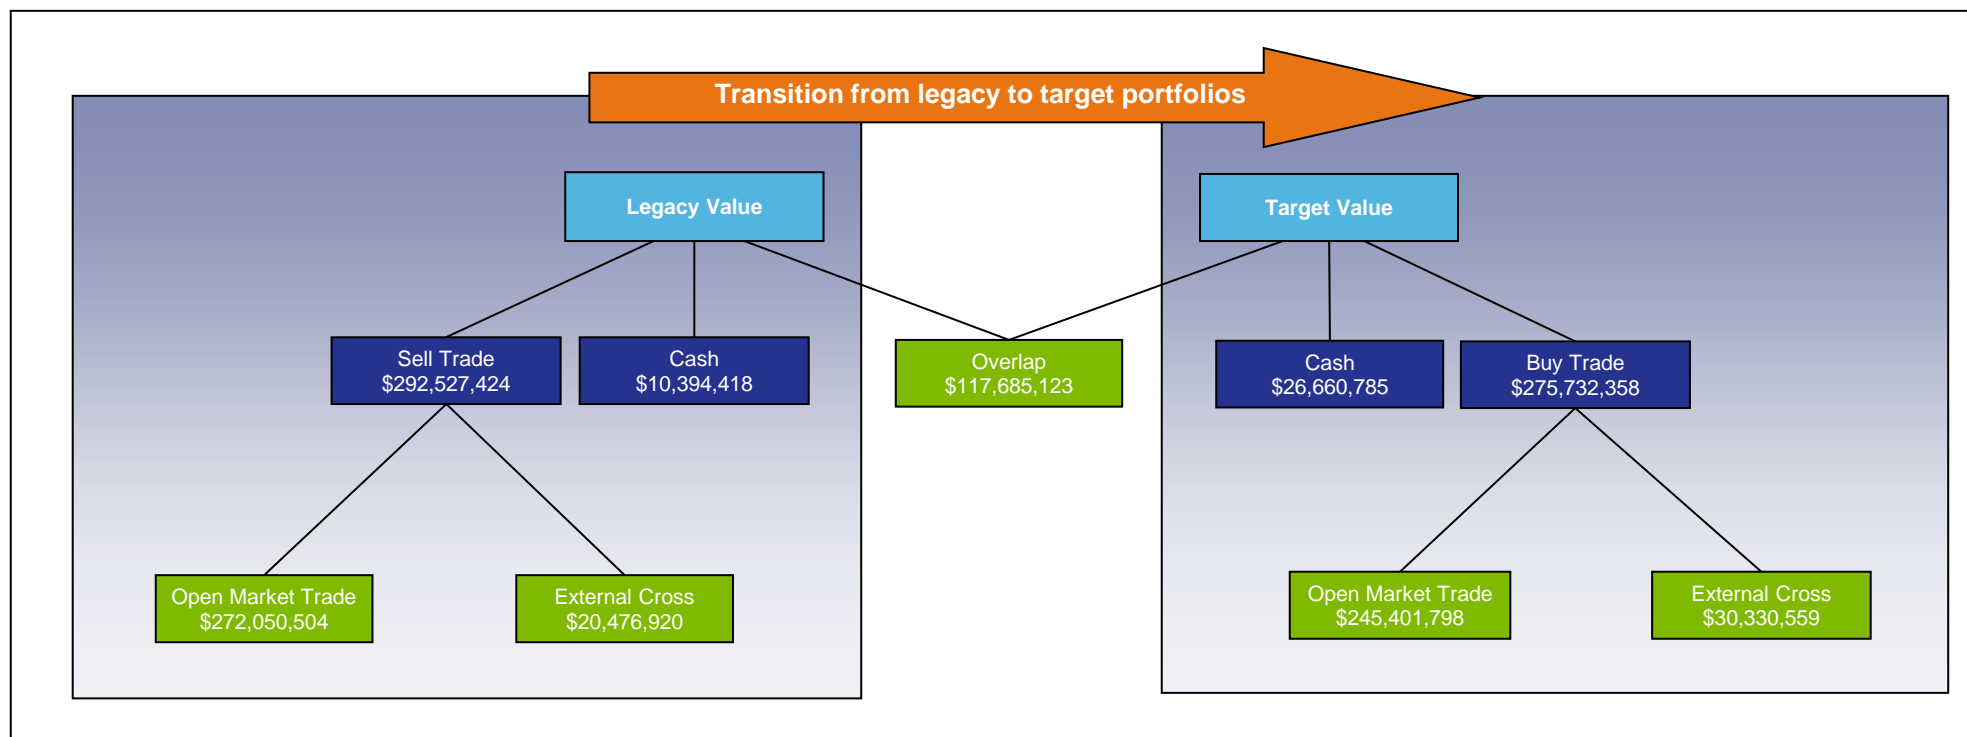 Transition from legacy to target portfolios
Legacy Value
Target Value
Sell Trade
$292,527,424
Cash
$10,394,418
Overlap
$117,685,123
Cash
$26,660,785
Buy Trade
$275,732,358
Open Market Trade
$272,050,504
External Cross
$20,476,920
Open Market Trade
$245,401,798
External Cross
$30,330,559